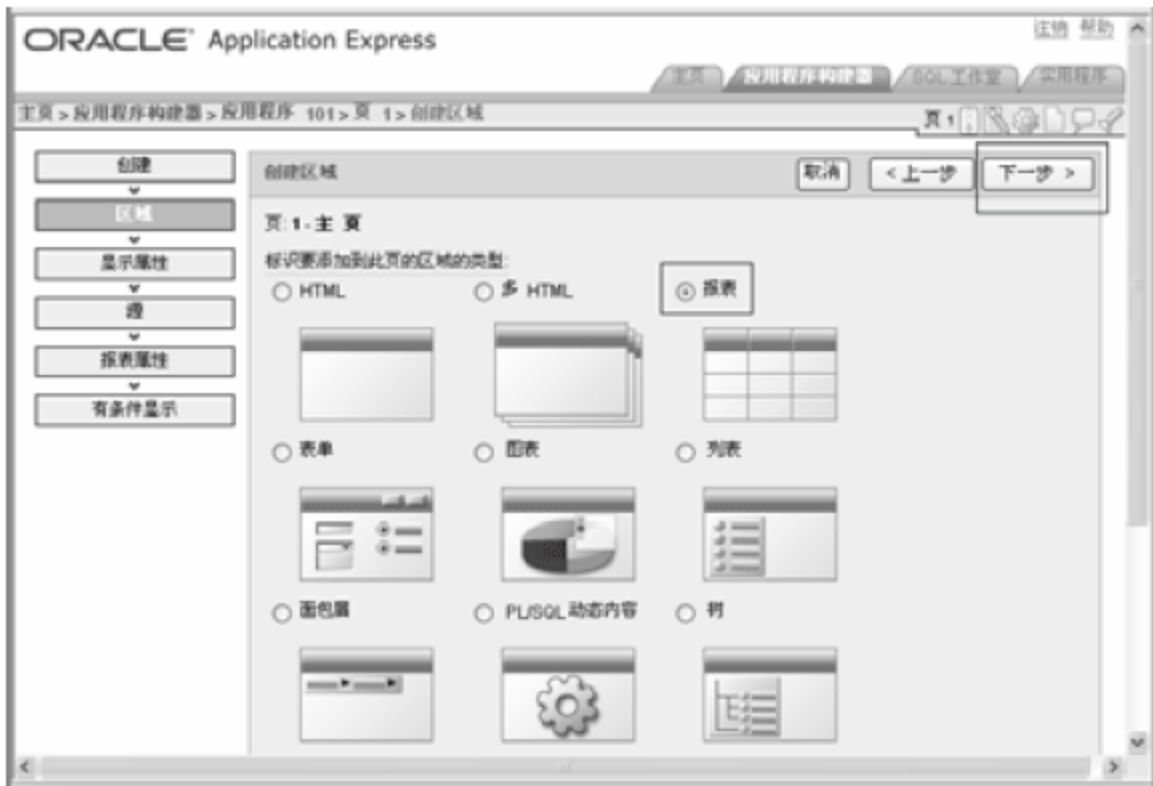 ORACLE Application Express
注销 帮助
主页 应用程序构建器 SQL 工作室 实用程序
主页 > 应用程序构建器 > 应用程序 101 > 页 1 > 创建区域
页 1
创建
区域
显示属性
源
报表属性
有条件显示
创建区域
取消 < 上一步 下一步 >
页: 1 - 主 页
标识要添加到此页的区域的类型:
HTML 多 HTML 报表
表单 图表 列表
面包屑 PL/SQL 动态内容 树